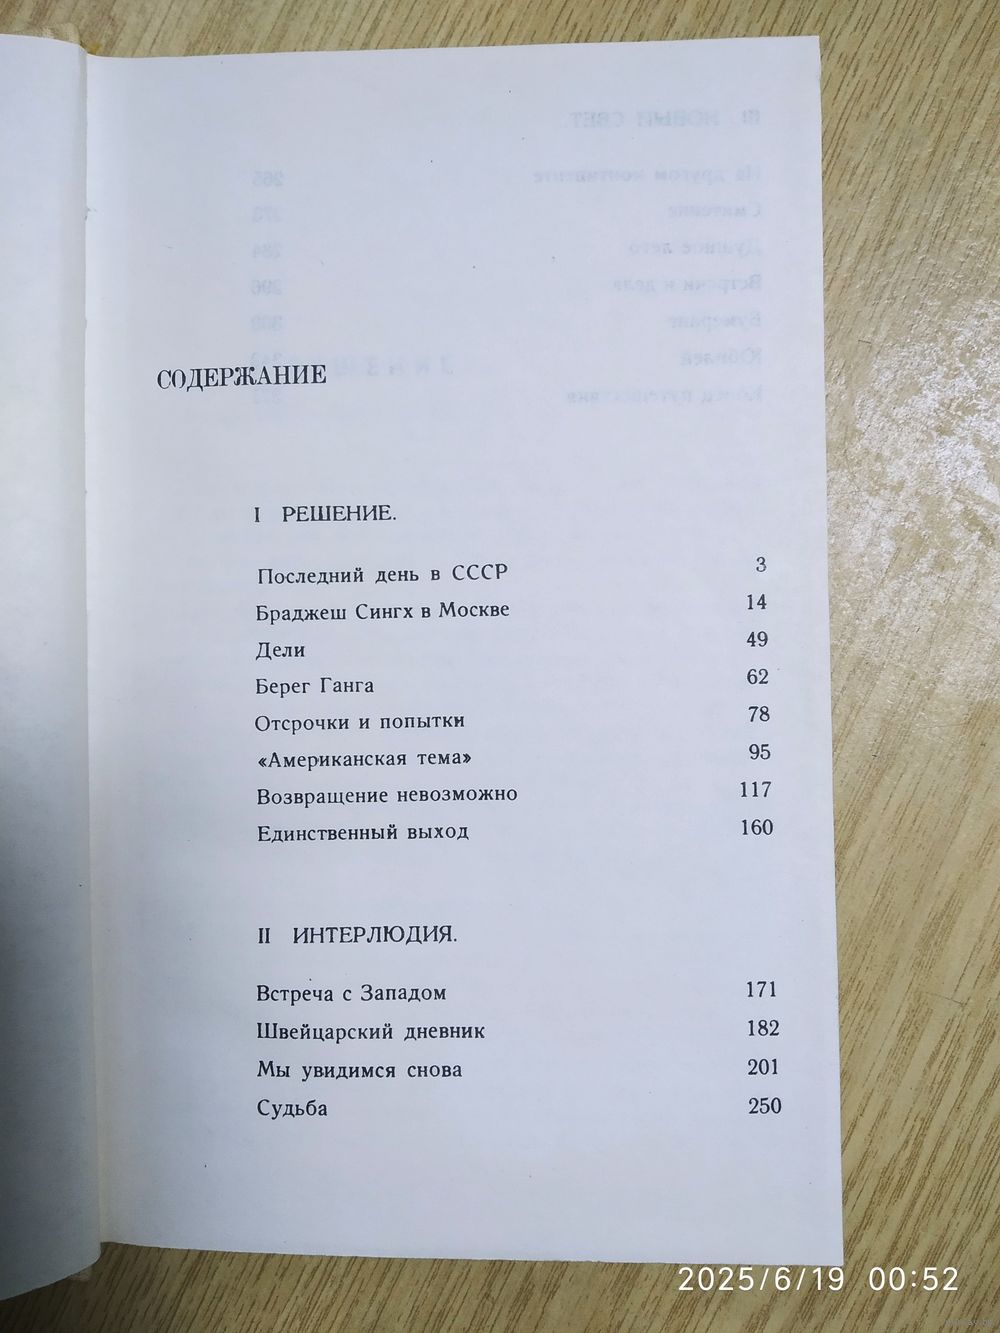 СОДЕРЖАНИЕ
I РЕШЕНИЕ.
Последний день в СССР 3
Браджеш Сингх в Москве 14
Дели 49
Берег Ганга 62
Отсрочки и попытки 78
«Американская тема» 95
Возвращение невозможно 117
Единственный выход 160
II ИНТЕРЛЮДИЯ.
Встреча с Западом 171
Швейцарский дневник 182
Мы увидимся снова 201
Судьба 250
2025/6/19 00:52